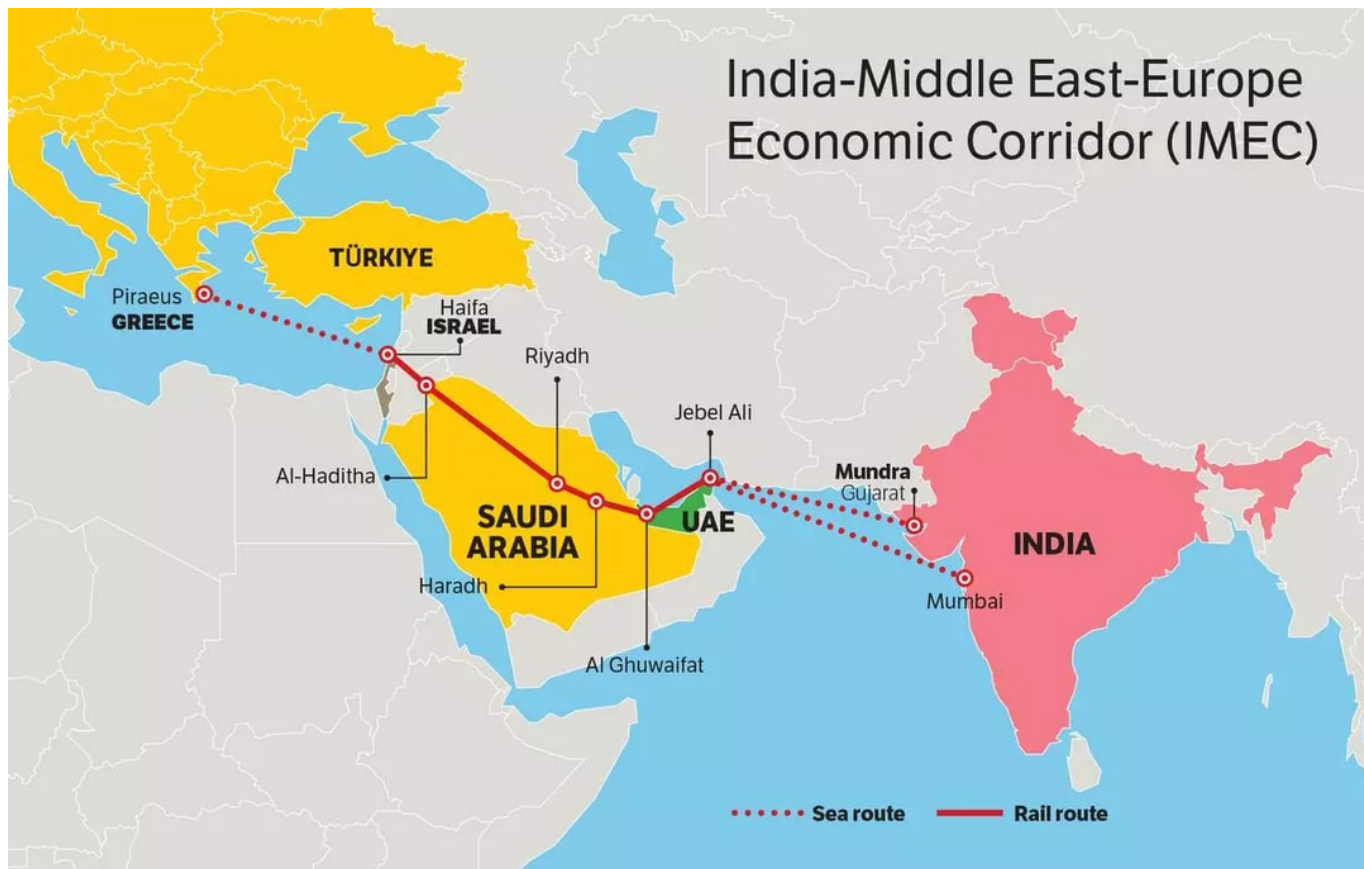 India-Middle East-Europe
Economic Corridor (IMEC)
TÜRKIYE
Piraeus
GREECE
Haifa
ISRAEL
Riyadh
Jebel Ali
Al-Haditha
Mundra
Gujarat
SAUDI
ARABIA
UAE
INDIA
Haradh
Mumbai
Al Ghuwaifat
Sea route
Rail route